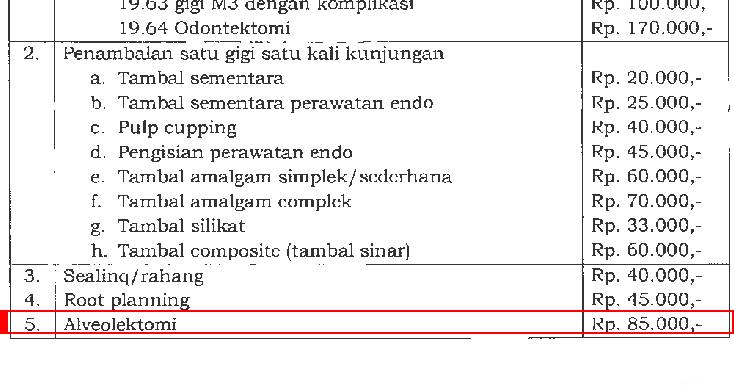 19.63 gigi M3 dengan komplikasi Rp. 100.000,-
19.64 Odontektomi Rp. 170.000,-
2. Penambalan satu gigi satu kali kunjungan
a. Tambal sementara Rp. 20.000,-
b. Tambal sementara perawatan endo Rp. 25.000,-
c. Pulp cupping Rp. 40.000,-
d. Pengisian perawatan endo Rp. 45.000,-
e. Tambal amalgam simplek/sederhana Rp. 60.000,-
f. Tambal amalgam complek Rp. 70.000,-
g. Tambal silikat Rp. 33.000,-
h. Tambal composite (tambal sinar) Rp. 60.000,-
3. Sealinq/rahang Rp. 40.000,-
4. Root planning Rp. 45.000,-
5. Alveolektomi Rp. 85.000,-